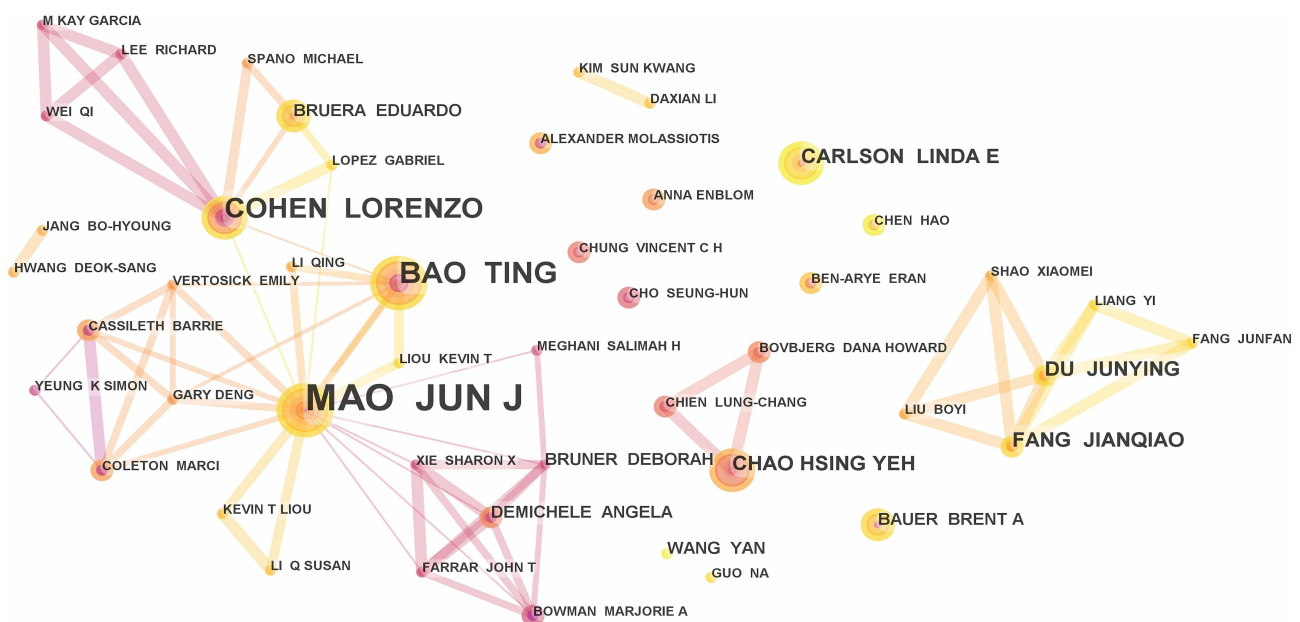 M KAY GARCIA
LEE RICHARD
SPANO MICHAEL
KIM SUN KWANG
DAXIAN LI
WEI QI
BRUERA EDUARDO
ALEXANDER MOLASSIOTIS
LOPEZ GABRIEL
CARLSON LINDA E
ANNA ENBLOM
COHEN LORENZO
CHEN HAO
JANG BO-HYOUNG
CHUNG VINCENT C H
HWANG DEOK-SANG
LI QING
BAO TING
VERTOSICK EMILY
BEN-ARYE ERAN
SHAO XIAOMEI
CHO SEUNG-HUN
LIANG YI
CASSILETH BARRIE
FANG JUNFAN
MEGHANI SALIMAH H
BOVBJERG DANA HOWARD
LIOU KEVIN T
DU JUNYING
YEUNG K SIMON
GARY DENG
MAO JUN J
CHIEN LUNG-CHANG
LIU BOYI
FANG JIANQIAO
COLETON MARCI
XIE SHARON X
BRUNER DEBORAH
CHAO HSING YEH
KEVIN T LIOU
DEMICHELE ANGELA
BAUER BRENT A
WANG YAN
LI Q SUSAN
FARRAR JOHN T
GUO NA
BOWMAN MARJORIE A